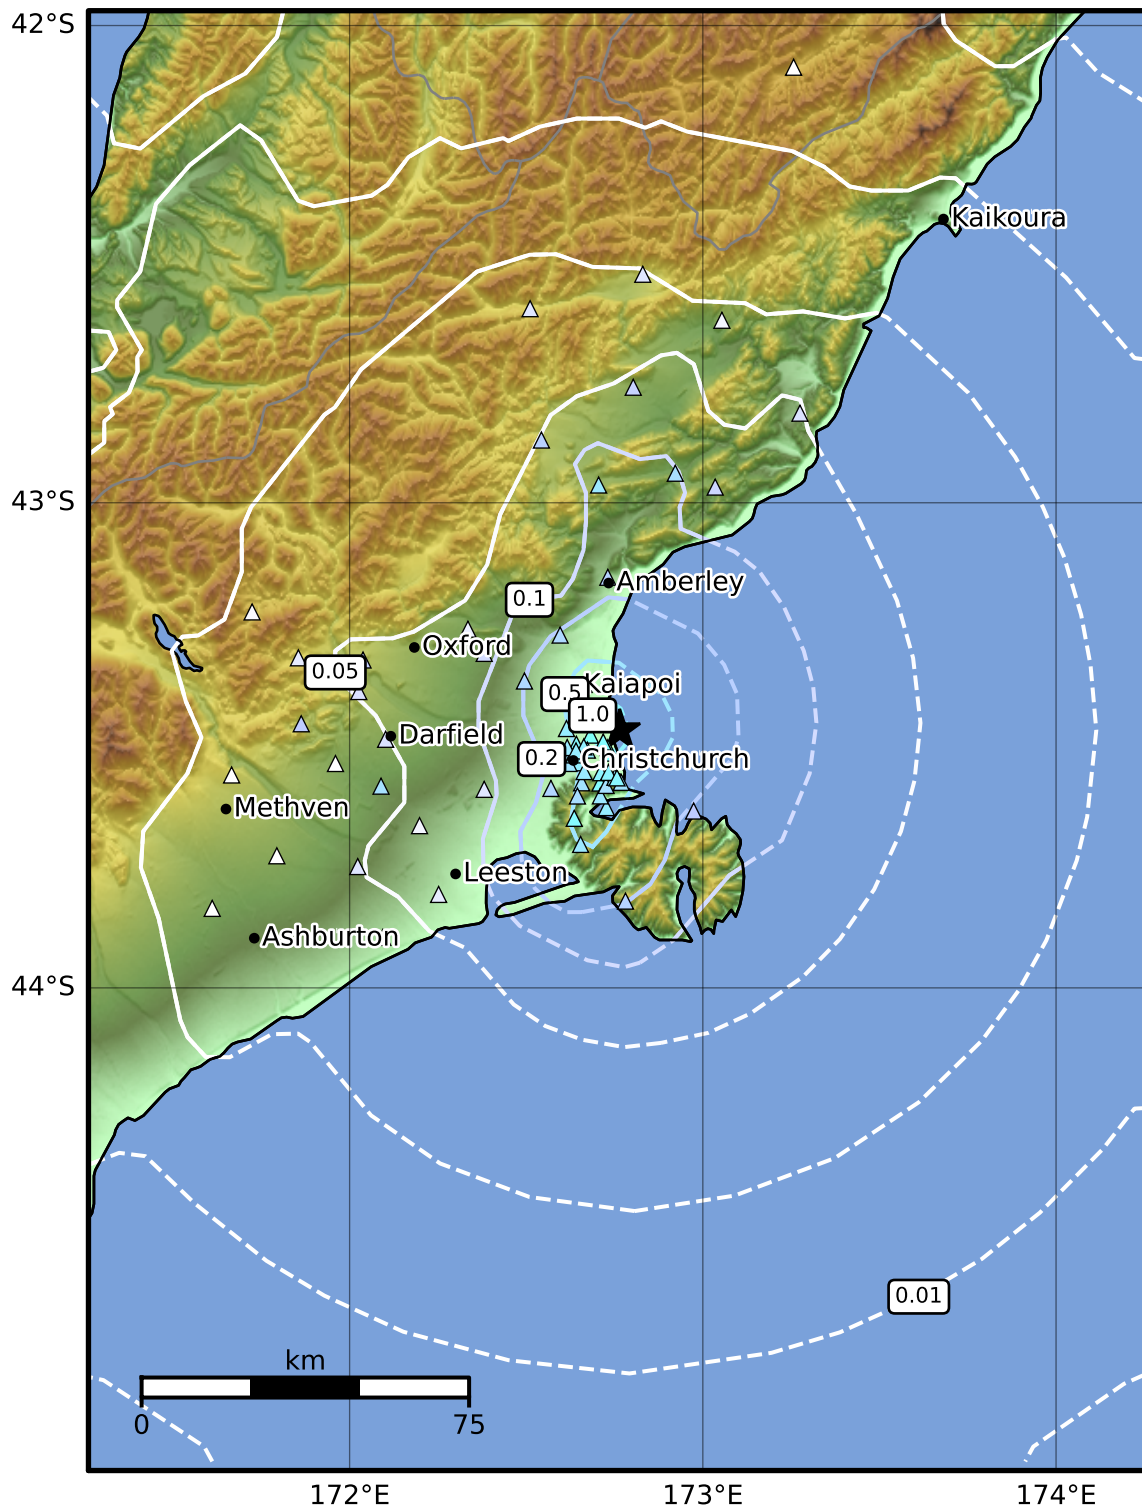 42°S
Kaikoura
43°S
Amberley
0.1
Oxford
0.05
Kaiapoi
0.5
1.0
Darfield
0.2
Christchurch
Methven
Leeston
Ashburton
44°S
0.01
km
0
75
172°E
173°E
174°E